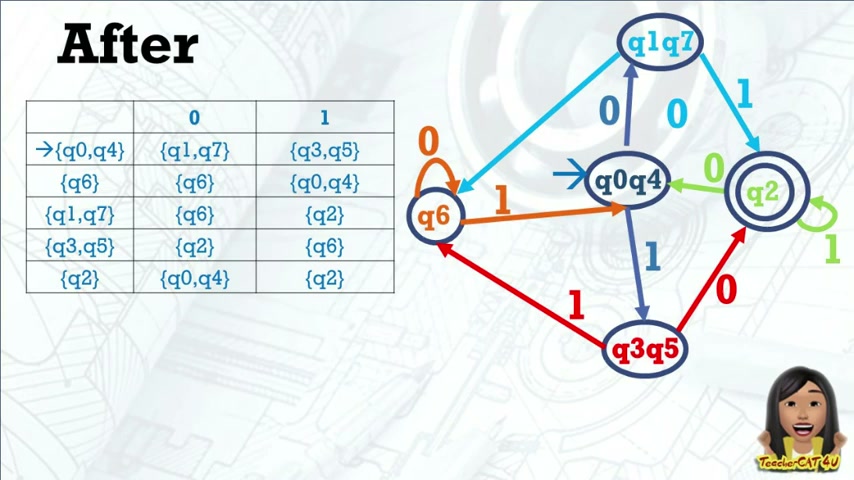 After
0 1
→{q0,q4} {q1,q7} {q3,q5}
{q6} {q6} {q0,q4}
{q1,q7} {q6} {q2}
{q3,q5} {q2} {q6}
{q2} {q0,q4} {q2}
q1q7
0 0 1
0
→q0q4
0
q2
q6
1
1
1
1
0
q3q5
TeacherCAT4U